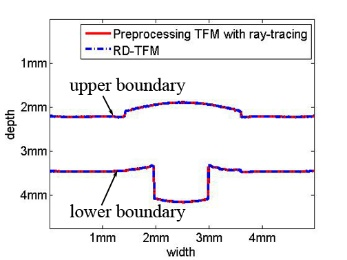 Preprocessing TFM with ray-tracing
RD-TFM
1mm
upper boundary
2mm
depth
3mm
4mm
lower boundary
1mm 2mm 3mm 4mm
width